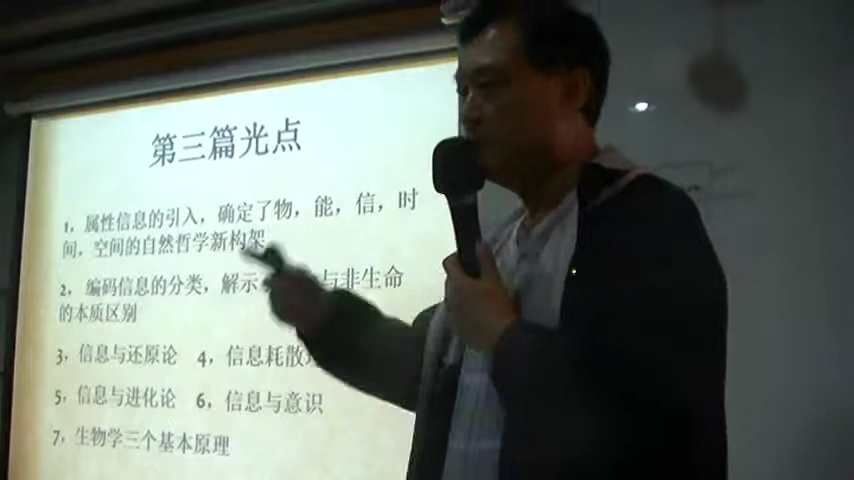 第三篇光点
1，属性信息的引入，确定了物，能，信，时
间，空间的自然哲学新构架
2，编码信息的分类，解示 与非生命
的本质区别
3，信息与还原论 4，信息耗散
5，信息与进化论 6，信息与意识
7，生物学三个基本原理